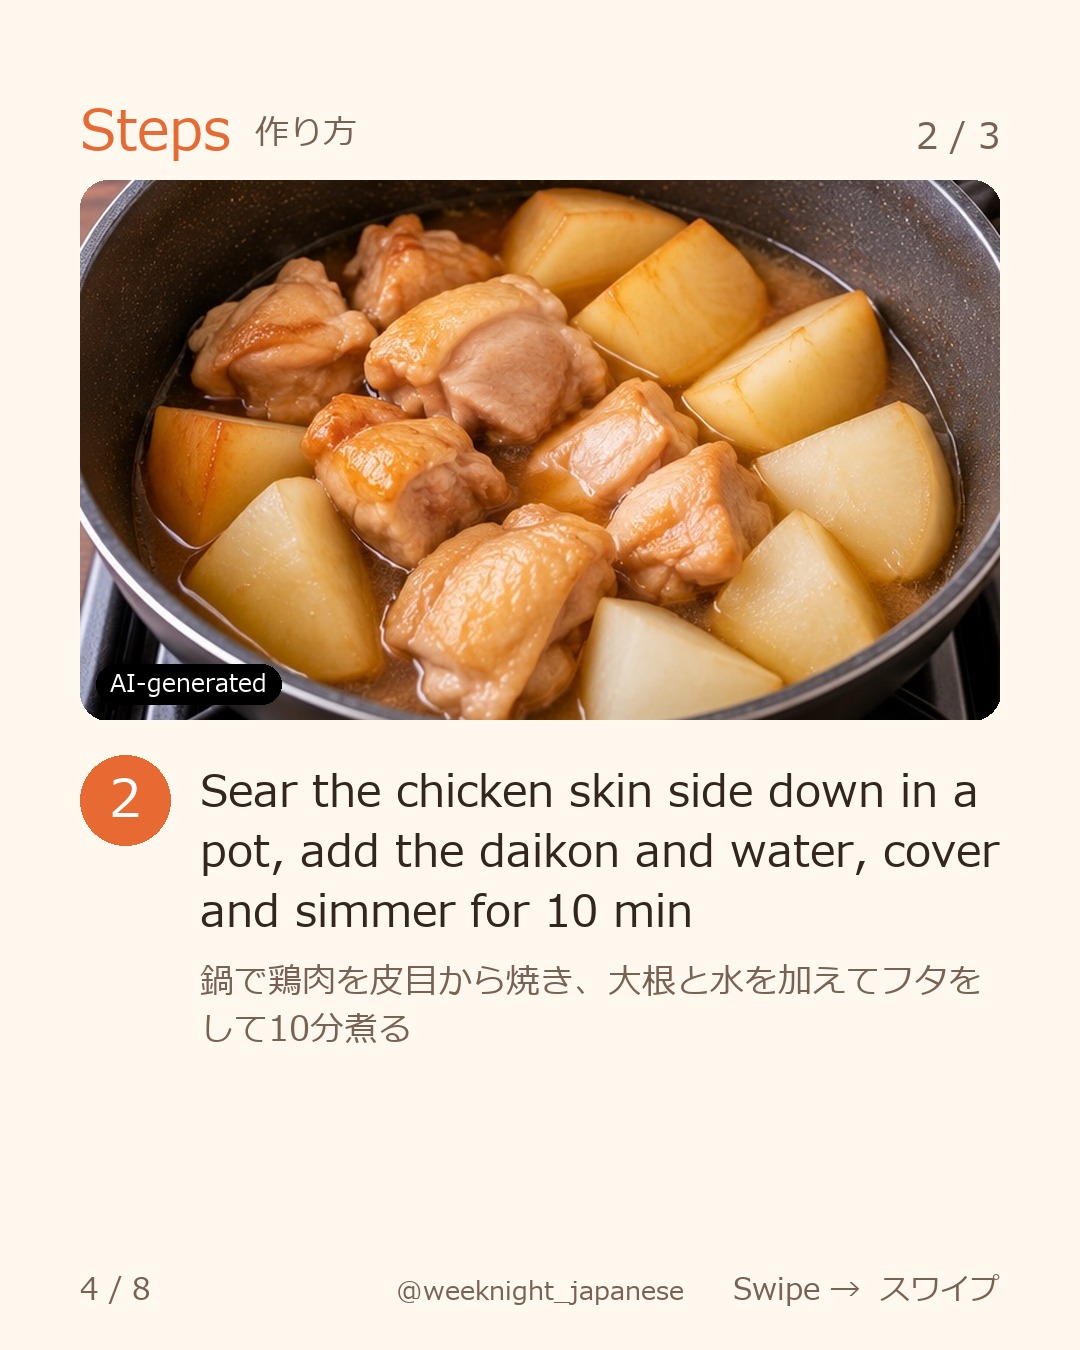 Steps 作り方
2 / 3
AI-generated
2
Sear the chicken skin side down in a
pot, add the daikon and water, cover
and simmer for 10 min
鍋で鶏肉を皮目から焼き、大根と水を加えてフタを
して10分煮る
4 / 8
@weeknight_japanese
Swipe → スワイプ